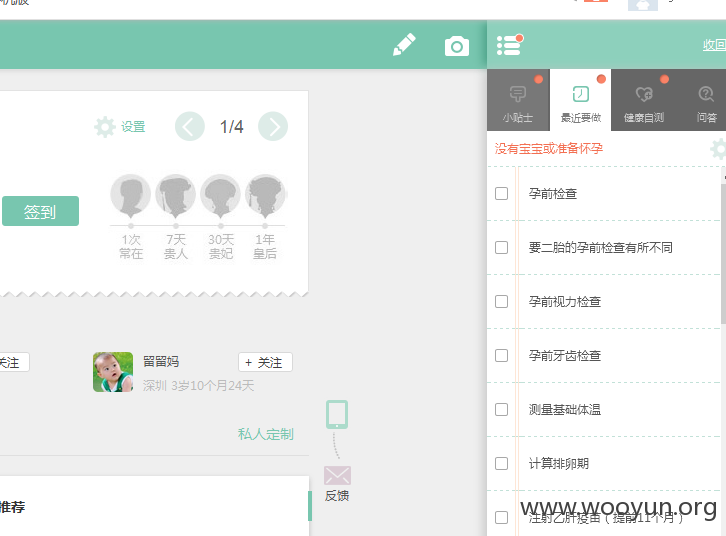 收回
设置
1/4
签到
1次
常在
7天
贵人
30天
贵妃
1年
皇后
关注
留留妈
+ 关注
深圳 3岁10个月24天
私人定制
反馈
推荐
小贴士
最近要做
健康自测
问答
没有宝宝或准备怀孕
孕前检查
要二胎的孕前检查有所不同
孕前视力检查
孕前牙齿检查
测量基础体温
计算排卵期
注射乙肝疫苗（提前11个月）
www.wooyun.org